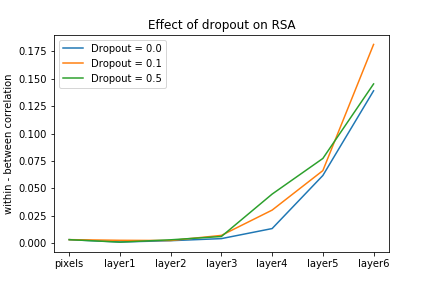 Effect of dropout on RSA
Dropout = 0.0
Dropout = 0.1
Dropout = 0.5
within - between correlation
0.175
0.150
0.125
0.100
0.075
0.050
0.025
0.000
pixels layer1 layer2 layer3 layer4 layer5 layer6